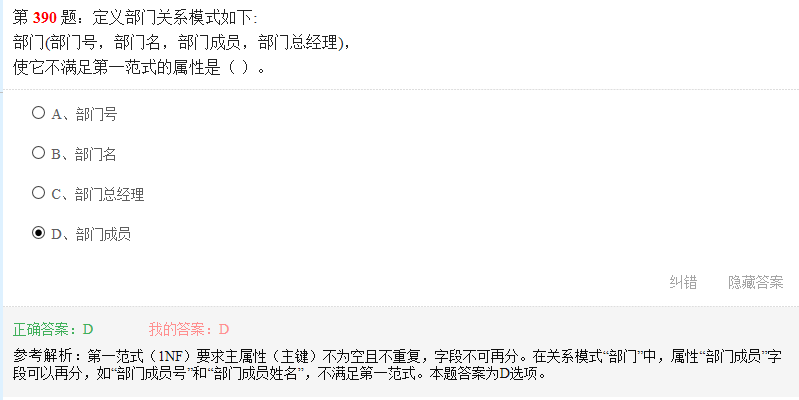 第 390 题：定义部门关系模式如下:
部门(部门号，部门名，部门成员，部门总经理)，
使它不满足第一范式的属性是（ ）。
A、部门号
B、部门名
C、部门总经理
D、部门成员
纠错 隐藏答案
正确答案：D 我的答案：D
参考解析：第一范式（1NF）要求主属性（主键）不为空且不重复，字段不可再分。在关系模式“部门”中，属性“部门成员”字
段可以再分，如“部门成员号”和“部门成员姓名”，不满足第一范式。本题答案为D选项。